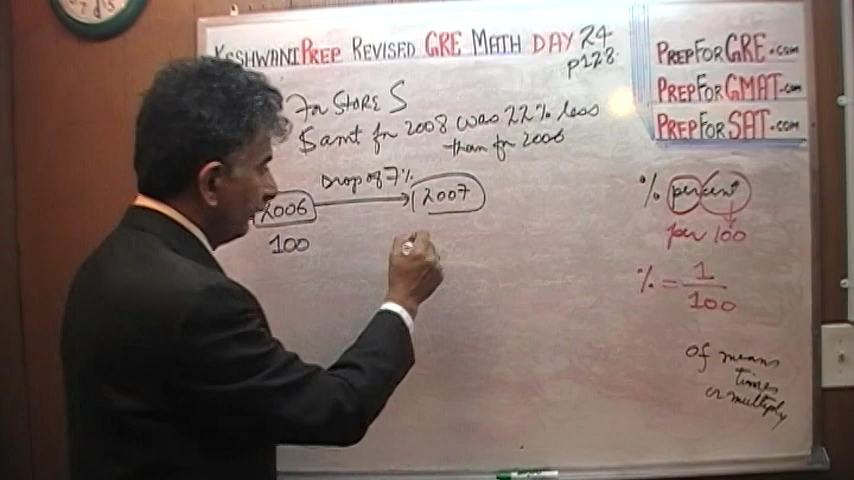 KESHWANIPREP REVISED GRE MATH DAY 24
p128
For STORE S
$amt for 2008 was 22% less
than for 2006
Drop of 7%
2006
2007
100
PREPFORGRE.com
PREPFORGMAT.com
PREPFORSAT.com
% percent
per 100
% = 1
100
of means
times
or multiply